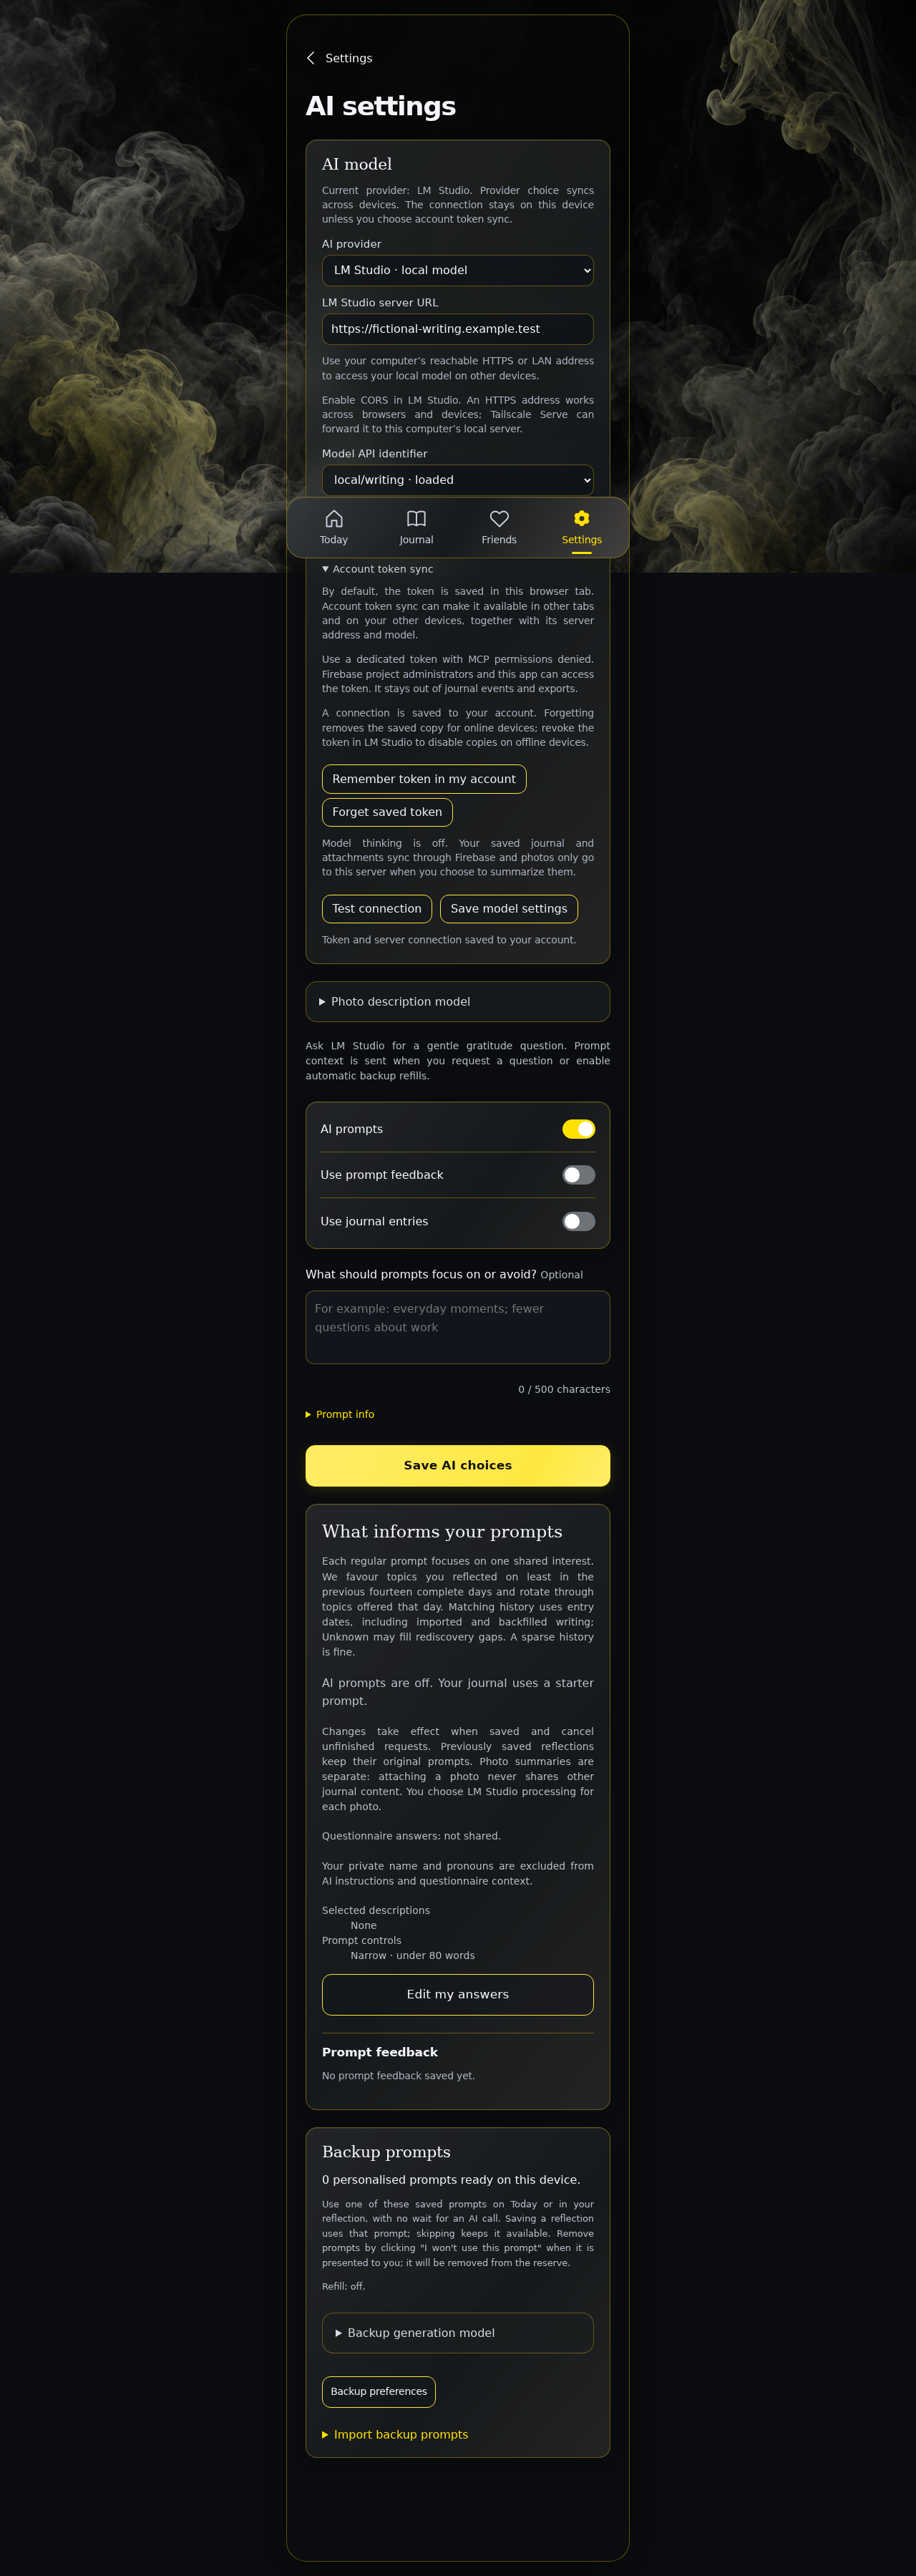 Settings
AI settings
AI model
Current provider: LM Studio. Provider choice syncs
across devices. The connection stays on this device
unless you choose account token sync.
AI provider
LM Studio · local model
LM Studio server URL
https://fictional-writing.example.test
Use your computer’s reachable HTTPS or LAN address
to access your local model on other devices.
Enable CORS in LM Studio. An HTTPS address works
across browsers and devices; Tailscale Serve can
forward it to this computer’s local server.
Model API identifier
local/writing · loaded
Today
Journal
Friends
Settings
Account token sync
By default, the token is saved in this browser tab.
Account token sync can make it available in other tabs
and on your other devices, together with its server
address and model.
Use a dedicated token with MCP permissions denied.
Firebase project administrators and this app can access
the token. It stays out of journal events and exports.
A connection is saved to your account. Forgetting
removes the saved copy for online devices; revoke the
token in LM Studio to disable copies on offline devices.
Remember token in my account
Forget saved token
Model thinking is off. Your saved journal and
attachments sync through Firebase and photos only go
to this server when you choose to summarize them.
Test connection
Save model settings
Token and server connection saved to your account.
Photo description model
Ask LM Studio for a gentle gratitude question. Prompt
context is sent when you request a question or enable
automatic backup refills.
AI prompts
Use prompt feedback
Use journal entries
What should prompts focus on or avoid? Optional
For example: everyday moments; fewer
questions about work
0 / 500 characters
Prompt info
Save AI choices
What informs your prompts
Each regular prompt focuses on one shared interest.
We favour topics you reflected on least in the
previous fourteen complete days and rotate through
topics offered that day. Matching history uses entry
dates, including imported and backfilled writing;
Unknown may fill rediscovery gaps. A sparse history
is fine.
AI prompts are off. Your journal uses a starter
prompt.
Changes take effect when saved and cancel
unfinished requests. Previously saved reflections
keep their original prompts. Photo summaries are
separate: attaching a photo never shares other
journal content. You choose LM Studio processing for
each photo.
Questionnaire answers: not shared.
Your private name and pronouns are excluded from
AI instructions and questionnaire context.
Selected descriptions
None
Prompt controls
Narrow · under 80 words
Edit my answers
Prompt feedback
No prompt feedback saved yet.
Backup prompts
0 personalised prompts ready on this device.
Use one of these saved prompts on Today or in your
reflection, with no wait for an AI call. Saving a reflection
uses that prompt; skipping keeps it available. Remove
prompts by clicking "I won't use this prompt" when it is
presented to you; it will be removed from the reserve.
Refill: off.
Backup generation model
Backup preferences
Import backup prompts